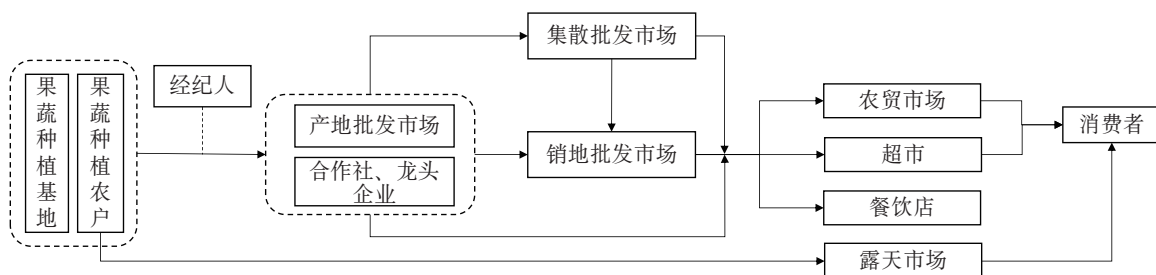 果蔬种植基地
果蔬种植农户
经纪人
产地批发市场
合作社、龙头
企业
集散批发市场
销地批发市场
农贸市场
超市
餐饮店
露天市场
消费者